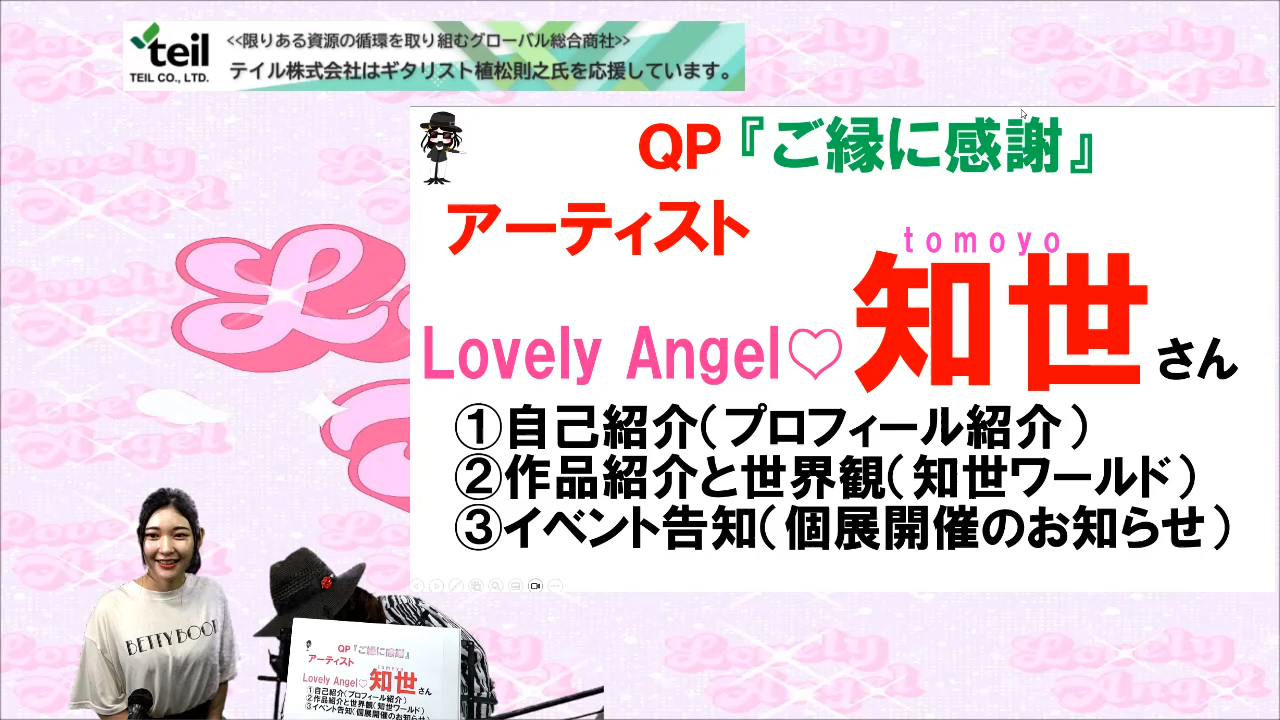 teil
TEIL CO., LTD.
<<限りある資源の循環を取り組むグローバル総合商社>>
テイル株式会社はギタリスト植松則之氏を応援しています。
QP『ご縁に感謝』
アーティスト
tomoyo
Lovely Angel♡知世さん
①自己紹介(プロフィール紹介)
②作品紹介と世界観(知世ワールド)
③イベント告知(個展開催のお知らせ)
BETTY BOOP
QP『ご縁に感謝』
アーティスト
tomoyo
Lovely Angel♡知世さん
①自己紹介(プロフィール紹介)
②作品紹介と世界観(知世ワールド)
③イベント告知(個展開催のお知らせ)